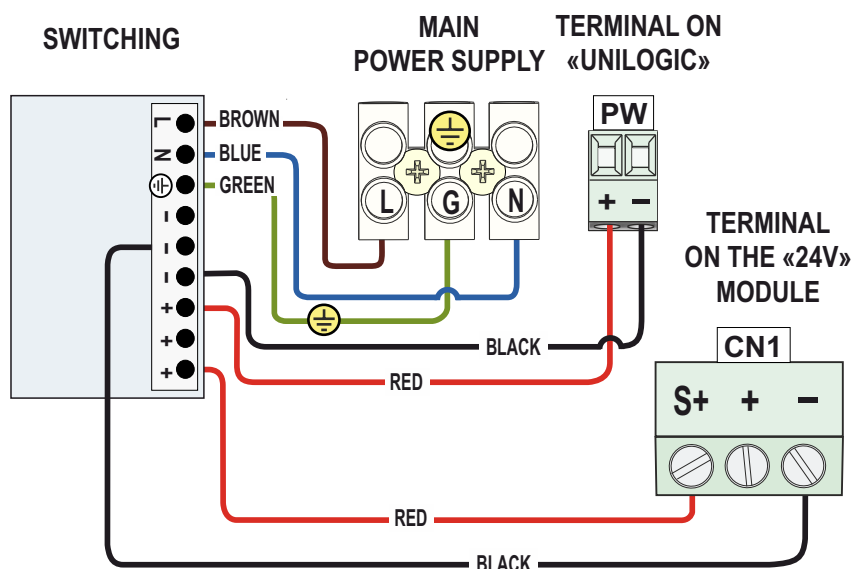 SWITCHING
MAIN
POWER SUPPLY
TERMINAL ON
«UNILOGIC»
L
N
−
−
−
+
+
+
BROWN
BLUE
GREEN
L
G
N
PW
+ −
TERMINAL
ON THE «24V»
MODULE
CN1
S+ + −
BLACK
RED
RED
BLACK